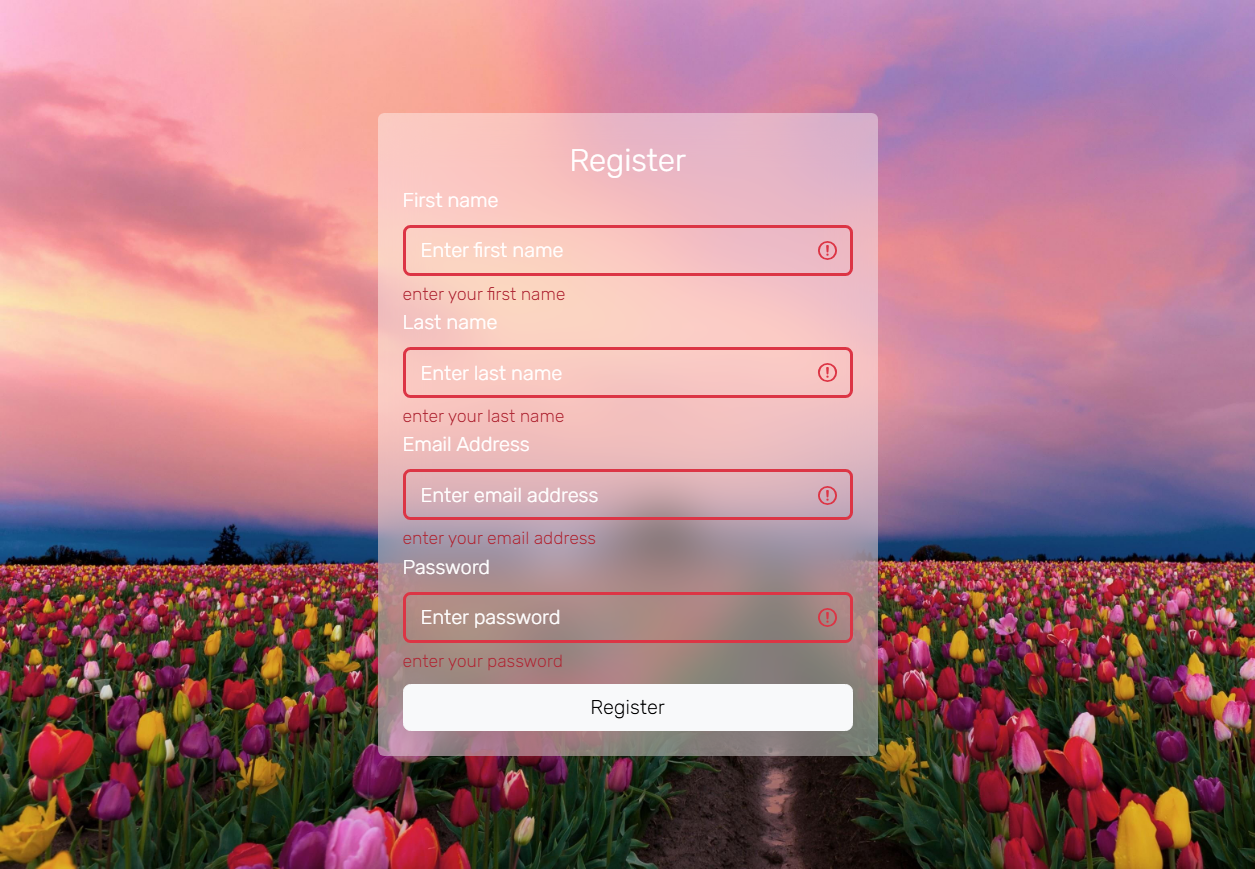 Register
First name
Enter first name
enter your first name
Last name
Enter last name
enter your last name
Email Address
Enter email address
enter your email address
Password
Enter password
enter your password
Register